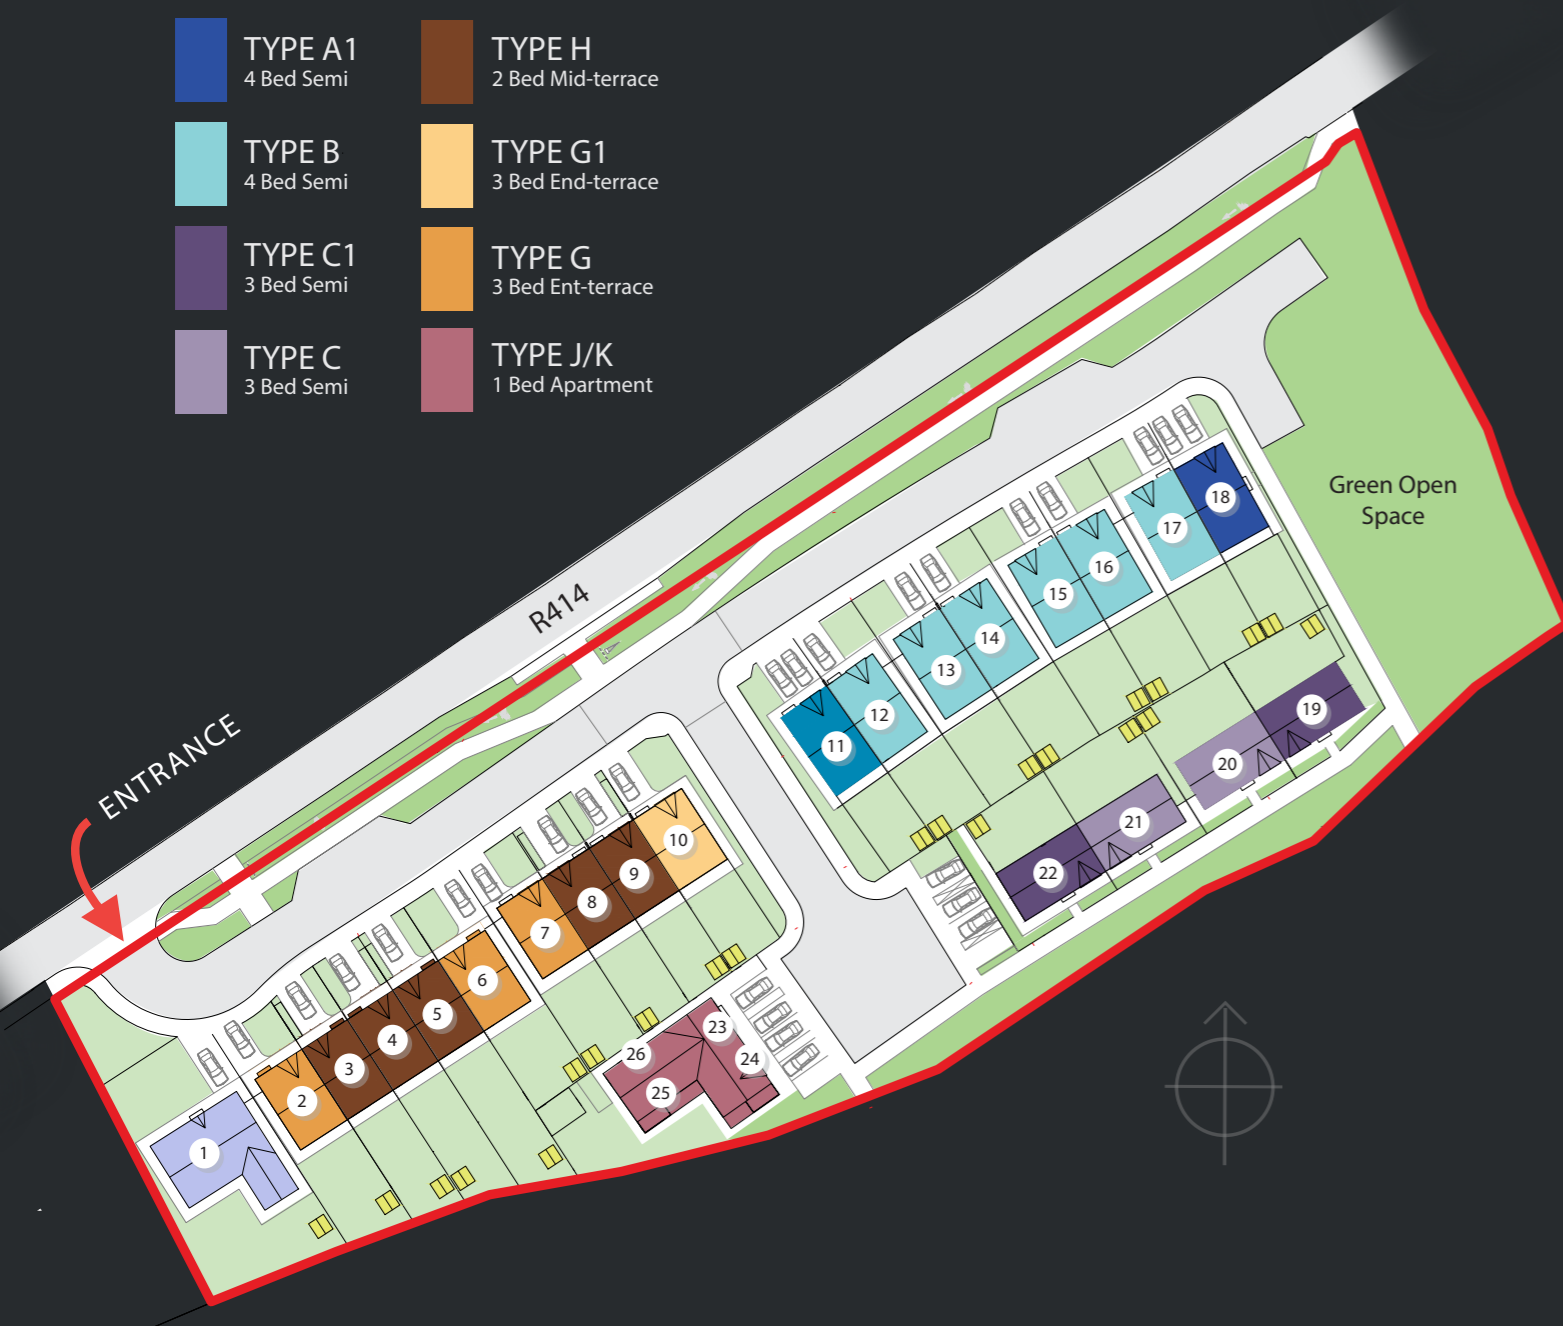 TYPE A1
4 Bed Semi
TYPE B
4 Bed Semi
TYPE C1
3 Bed Semi
TYPE C
3 Bed Semi
TYPE H
2 Bed Mid-terrace
TYPE G1
3 Bed End-terrace
TYPE G
3 Bed Ent-terrace
TYPE J/K
1 Bed Apartment
Green Open
Space
R414
ENTRANCE
1
2
3
4
5
6
7
8
9
10
11
12
13
14
15
16
17
18
19
20
21
22
23
24
25
26